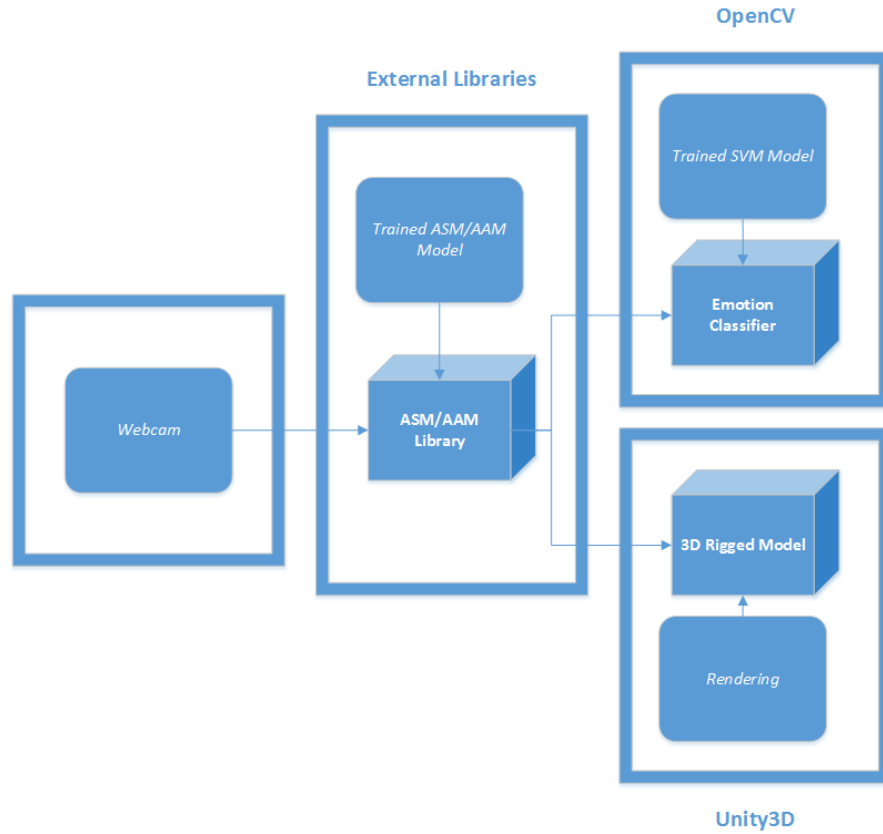 OpenCV
External Libraries
Trained SVM Model
Trained ASM/AAM
Model
Emotion
Classifier
Webcam
ASM/AAM
Library
3D Rigged Model
Rendering
Unity3D